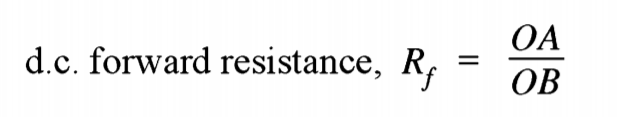 d.c. forward resistance, R_f = OA/OB